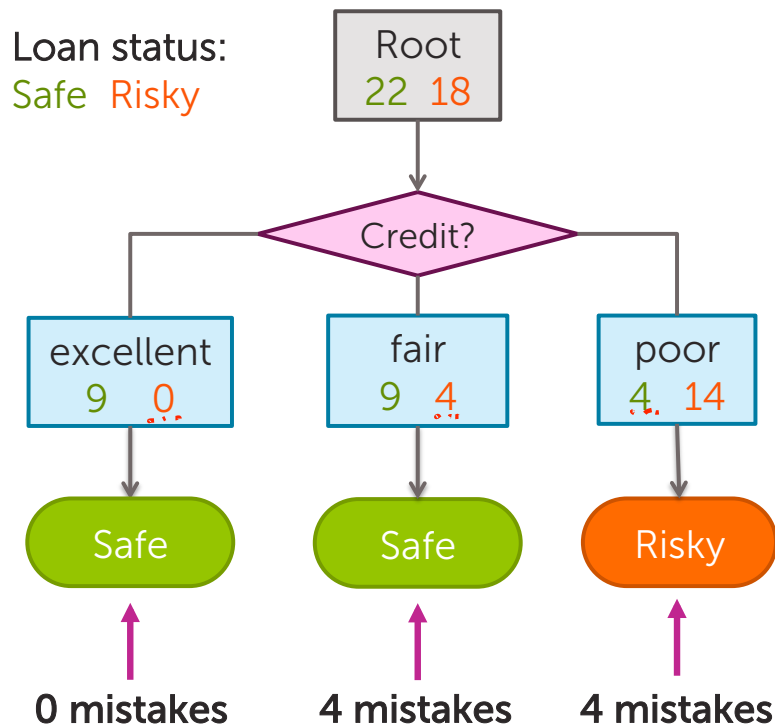 Loan status:
Safe Risky
Root
22 18
Credit?
excellent
9 0
fair
9 4
poor
4 14
Safe
Safe
Risky
0 mistakes
4 mistakes
4 mistakes